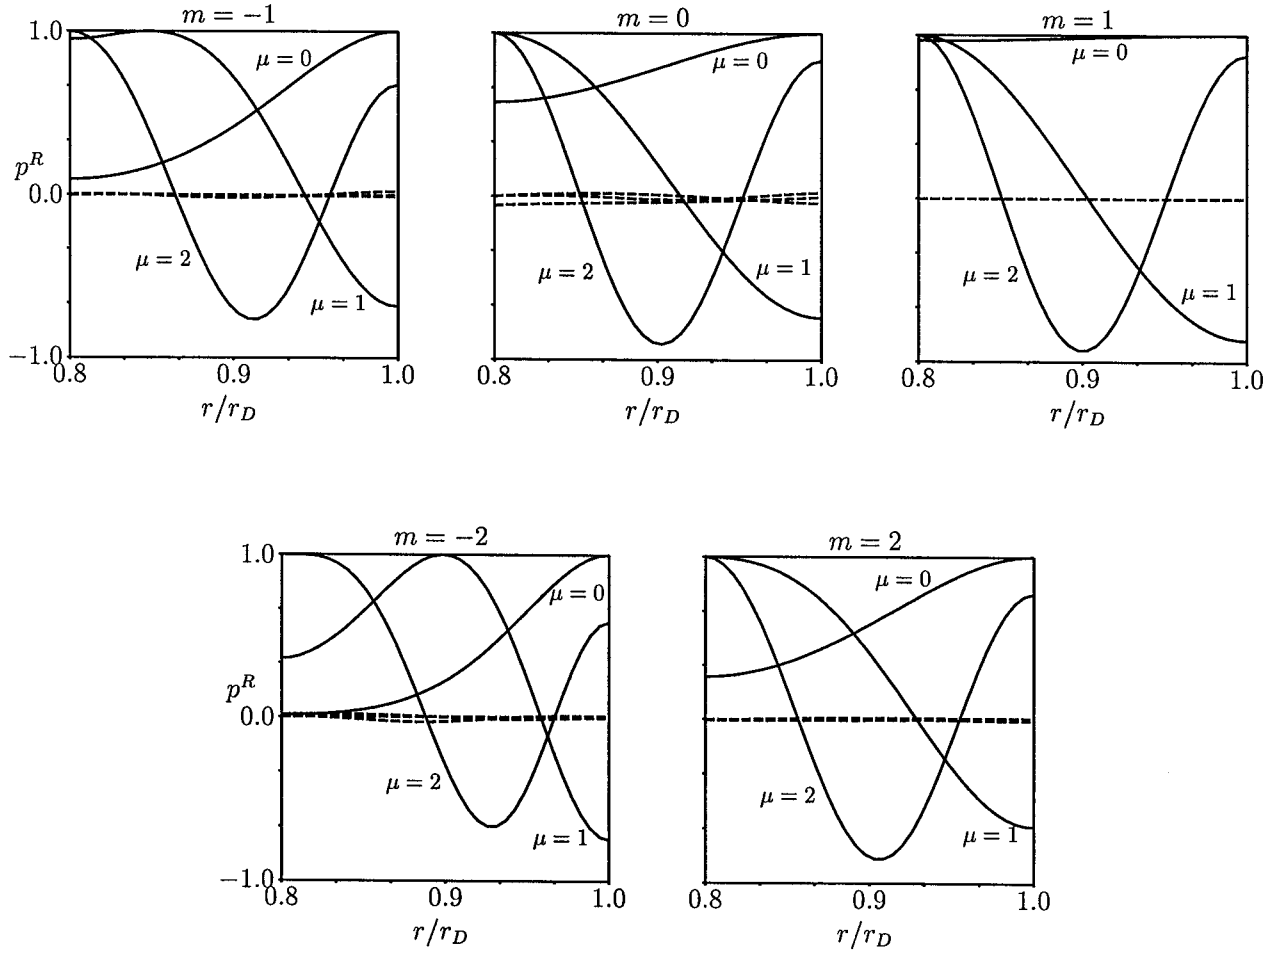 m = −1
m = 0
m = 1
1.0
μ = 0
μ = 0
μ = 0
p^R
0.0
μ = 2
μ = 1
μ = 2
μ = 1
μ = 2
μ = 1
−1.0
0.8 0.9 1.0
0.8 0.9 1.0
0.8 0.9 1.0
r/r_D
r/r_D
r/r_D
m = −2
m = 2
1.0
μ = 0
μ = 0
p^R
0.0
μ = 2
μ = 1
μ = 2
μ = 1
−1.0
0.8 0.9 1.0
0.8 0.9 1.0
r/r_D
r/r_D